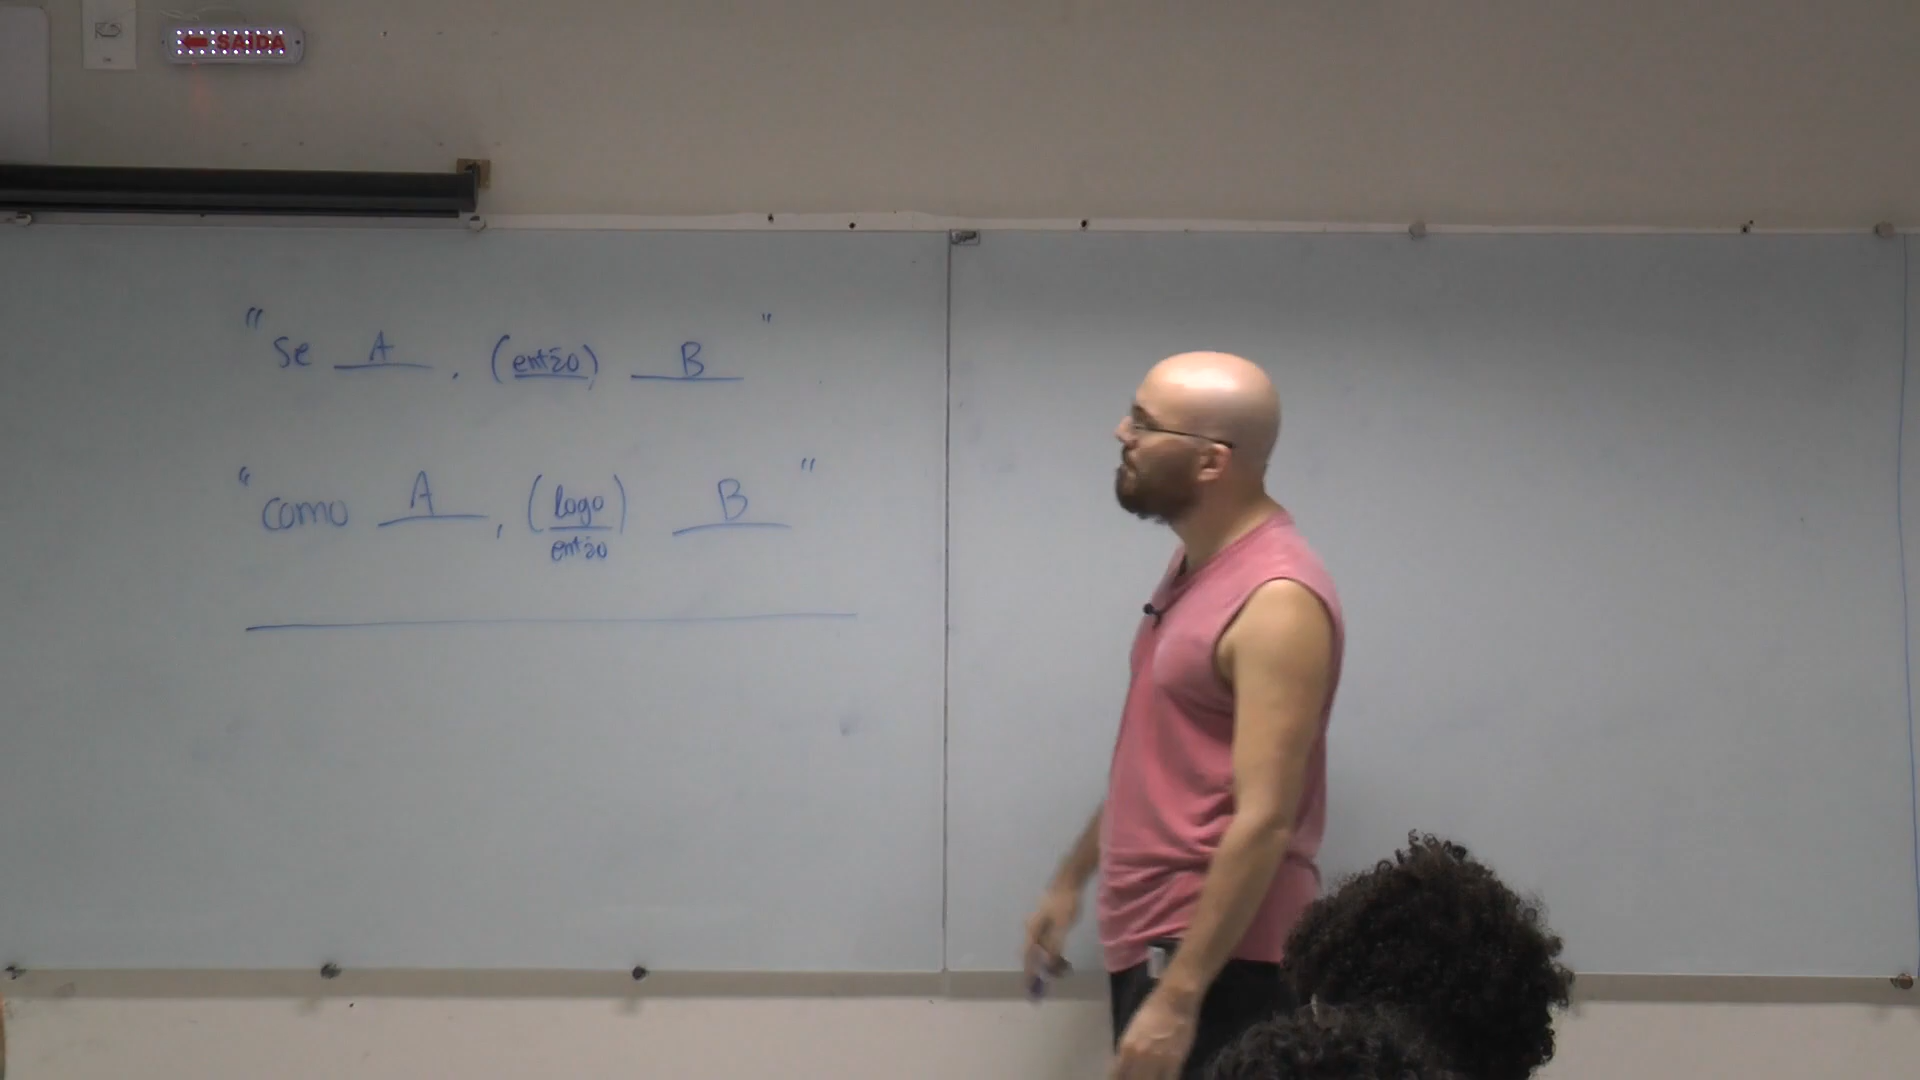 SAÍDA
"se A, (então) B"
"como A, (logo) B"
então